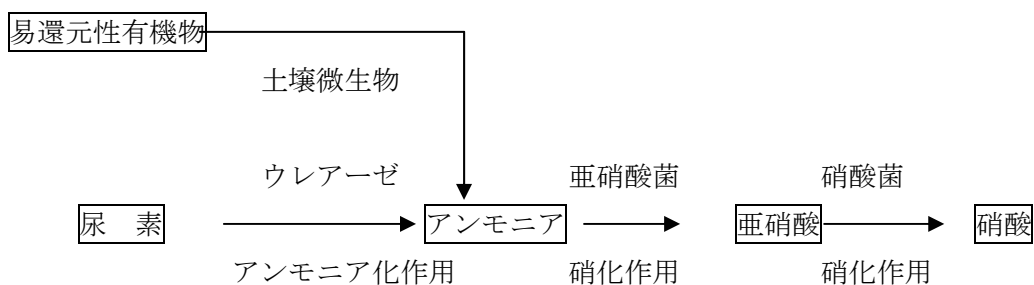 易還元性有機物
土壌微生物
ウレアーゼ 亜硝酸菌 硝酸菌
尿　素 アンモニア 亜硝酸 硝酸
アンモニア化作用 硝化作用 硝化作用